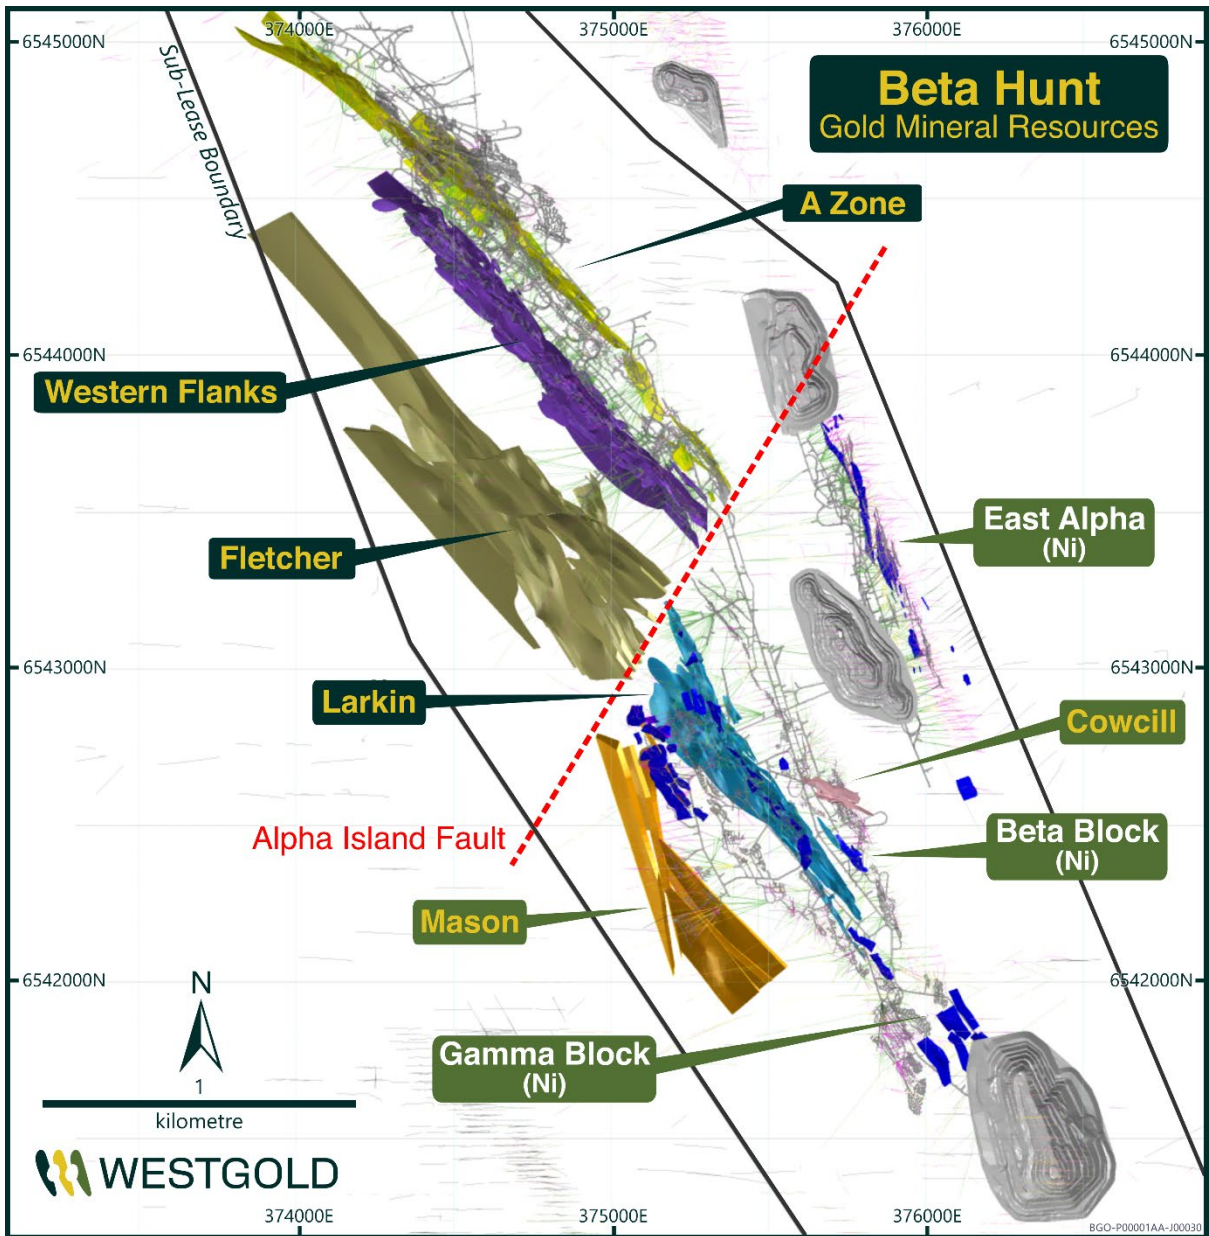 374000E
375000E
376000E
6545000N
6545000N
Beta Hunt
Gold Mineral Resources
Sub-Lease Boundary
A Zone
6544000N
6544000N
Western Flanks
East Alpha
(Ni)
Fletcher
6543000N
6543000N
Larkin
Cowcill
Alpha Island Fault
Beta Block
(Ni)
Mason
6542000N
6542000N
N
Gamma Block
(Ni)
1
kilometre
WESTGOLD
374000E
375000E
376000E
BGO-P00001AA-J00030